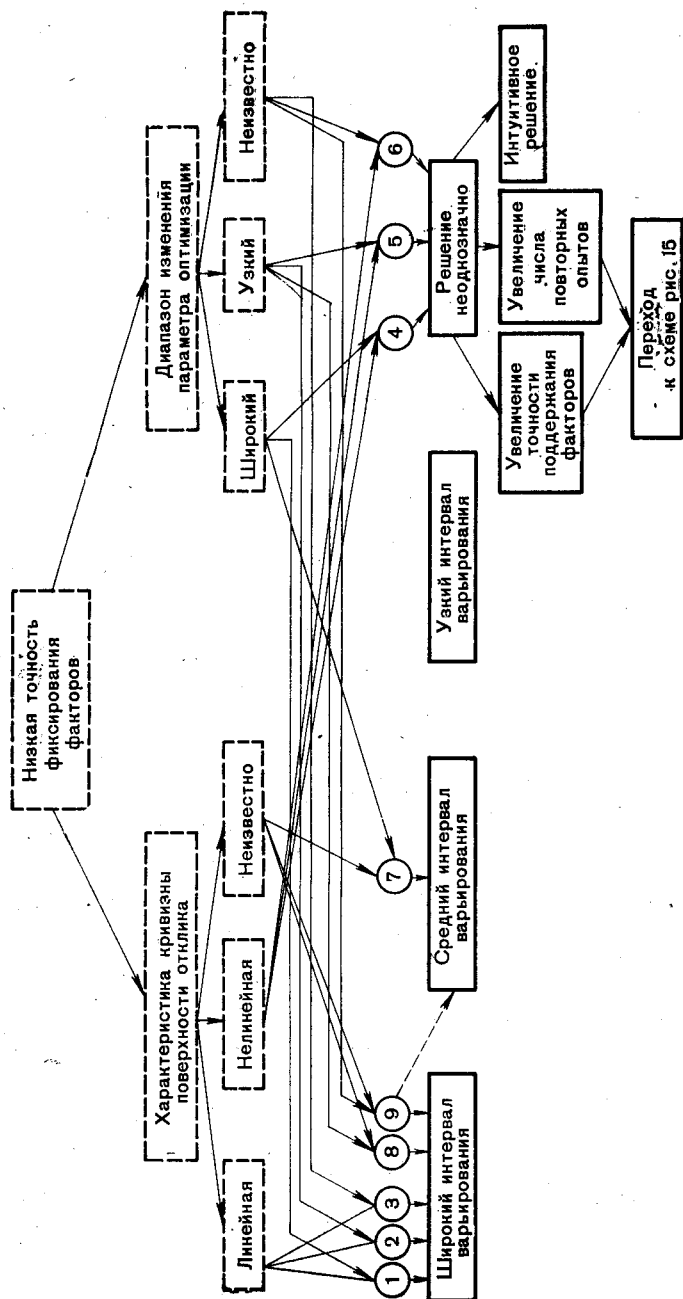 Низкая точность
фиксирования
факторов
Характеристика кривизны
поверхности отклика
Диапазон изменения
параметра оптимизации
Линейная
Нелинейная
Неизвестно
Широкий
Узкий
Неизвестно
1
2
3
8
9
7
4
5
6
Широкий интервал
варьирования
Средний интервал
варьирования
Узкий интервал
варьирования
Решение
неоднозначно
Увеличение
точности
поддержания
факторов
Увеличение
числа
повторных
опытов
Интуитивное
решение.
Переход
к схеме рис. 15